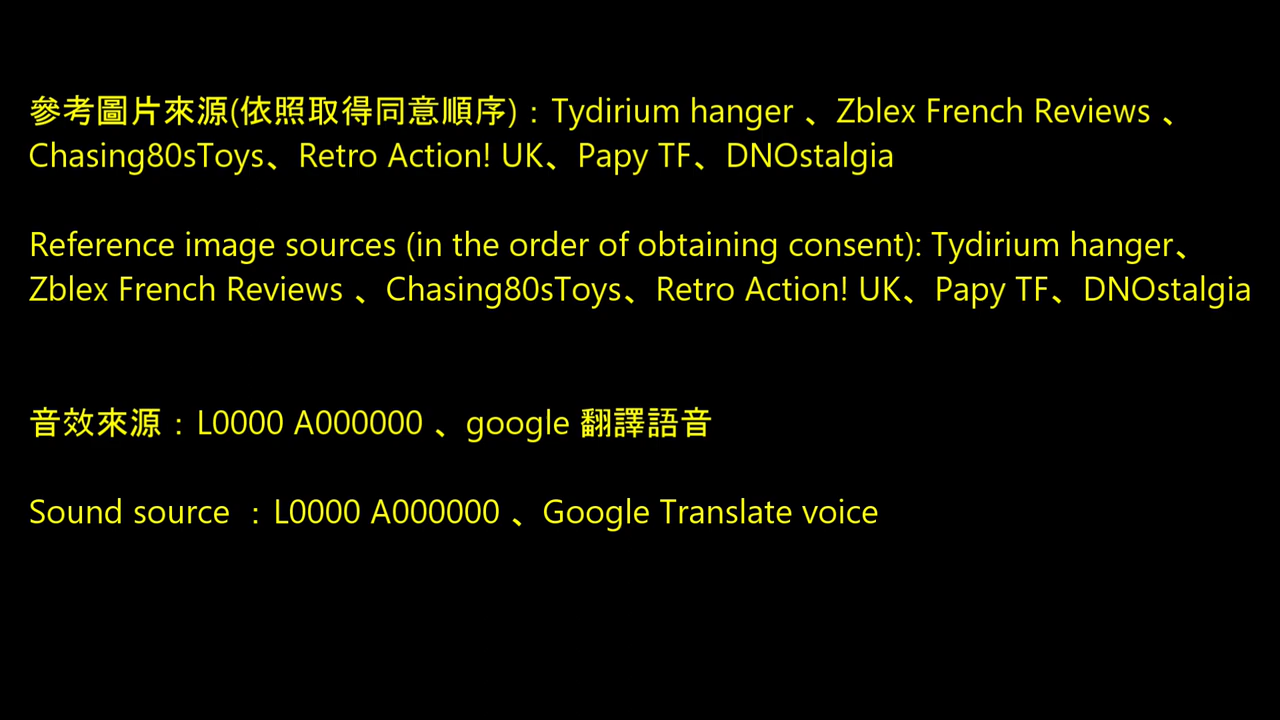 參考圖片來源(依照取得同意順序)：Tydirium hanger 、Zblex French Reviews 、
Chasing80sToys、Retro Action! UK、Papy TF、DNOstalgia
Reference image sources (in the order of obtaining consent): Tydirium hanger、
Zblex French Reviews 、Chasing80sToys、Retro Action! UK、Papy TF、DNOstalgia
音效來源：L0000 A000000 、google 翻譯語音
Sound source ：L0000 A000000 、Google Translate voice